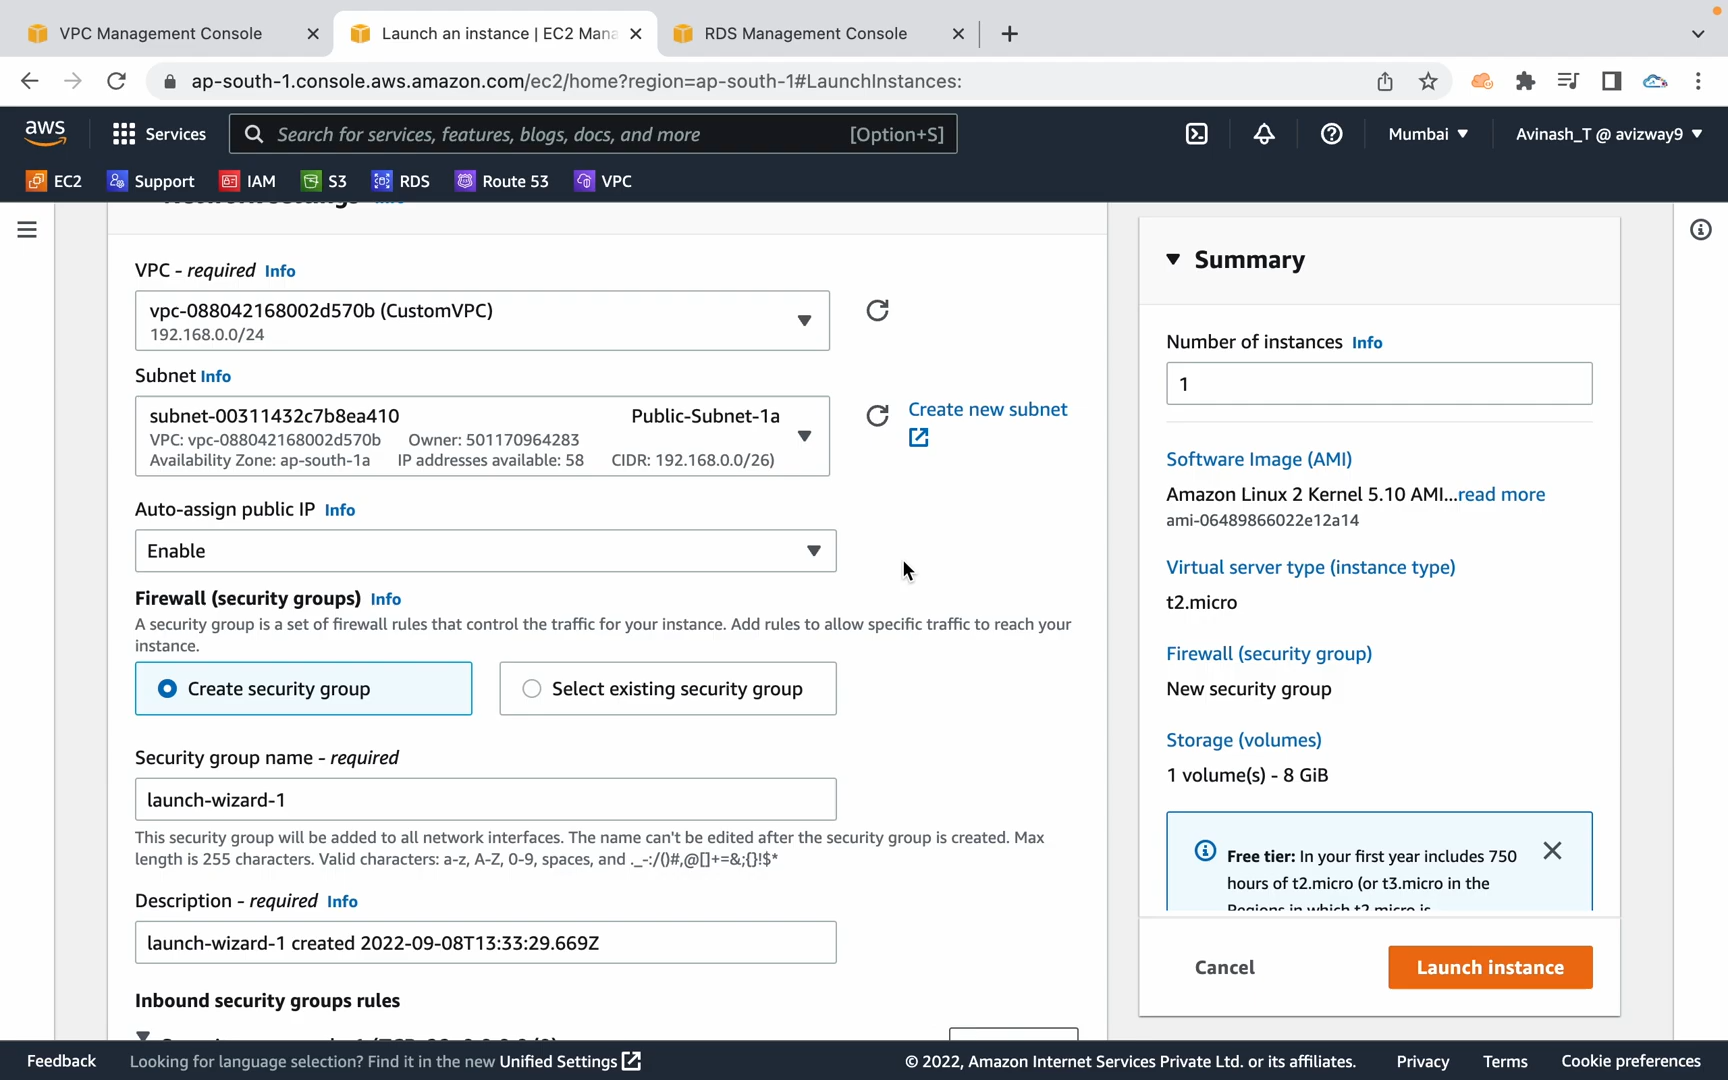 VPC Management Console
Launch an instance | EC2 Mana
RDS Management Console
ap-south-1.console.aws.amazon.com/ec2/home?region=ap-south-1#LaunchInstances:
aws
Services
Search for services, features, blogs, docs, and more
[Option+S]
Mumbai
Avinash_T @ avizway9
EC2
Support
IAM
S3
RDS
Route 53
VPC
VPC - required Info
vpc-088042168002d570b (CustomVPC)
192.168.0.0/24
Subnet Info
subnet-00311432c7b8ea410 Public-Subnet-1a
VPC: vpc-088042168002d570b Owner: 501170964283
Availability Zone: ap-south-1a IP addresses available: 58 CIDR: 192.168.0.0/26)
Create new subnet
Auto-assign public IP Info
Enable
Firewall (security groups) Info
A security group is a set of firewall rules that control the traffic for your instance. Add rules to allow specific traffic to reach your
instance.
Create security group
Select existing security group
Security group name - required
launch-wizard-1
This security group will be added to all network interfaces. The name can't be edited after the security group is created. Max
length is 255 characters. Valid characters: a-z, A-Z, 0-9, spaces, and ._-:/()#,@[]+=&;{}!$*
Description - required Info
launch-wizard-1 created 2022-09-08T13:33:29.669Z
Inbound security groups rules
Summary
Number of instances Info
1
Software Image (AMI)
Amazon Linux 2 Kernel 5.10 AMI...read more
ami-06489866022e12a14
Virtual server type (instance type)
t2.micro
Firewall (security group)
New security group
Storage (volumes)
1 volume(s) - 8 GiB
Free tier: In your first year includes 750
hours of t2.micro (or t3.micro in the
Regions in which t2.micro is
Cancel
Launch instance
Feedback
Looking for language selection? Find it in the new Unified Settings
© 2022, Amazon Internet Services Private Ltd. or its affiliates.
Privacy
Terms
Cookie preferences